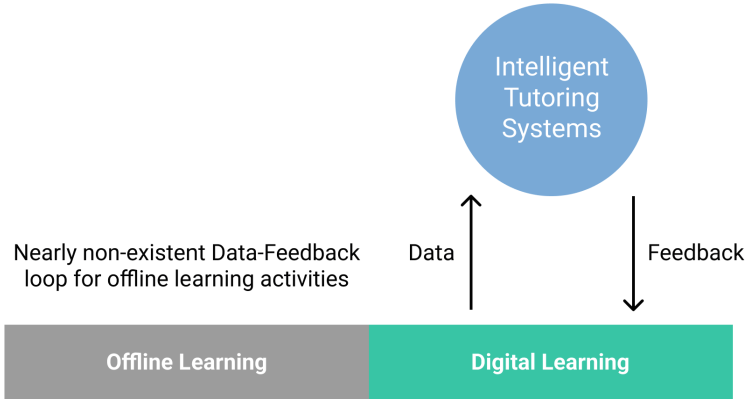 Intelligent
Tutoring
Systems
Nearly non-existent Data-Feedback
loop for offline learning activities
Data
Feedback
Offline Learning
Digital Learning